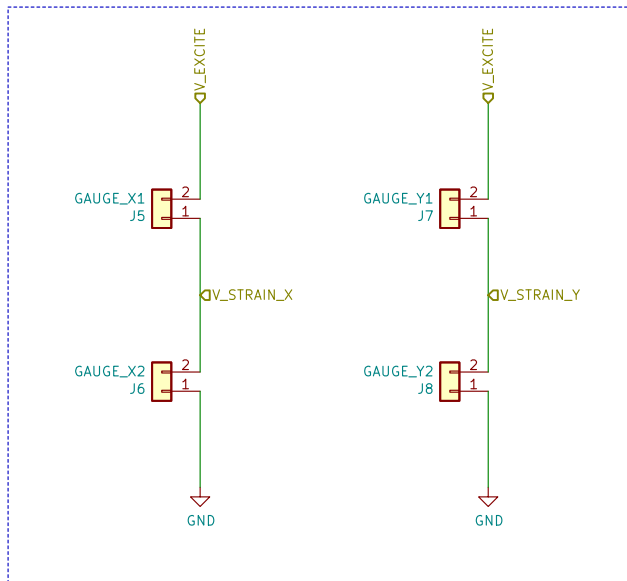 V_EXCITE
V_EXCITE
GAUGE_X1
J5
2
1
GAUGE_Y1
J7
2
1
V_STRAIN_X
V_STRAIN_Y
GAUGE_X2
J6
2
1
GAUGE_Y2
J8
2
1
GND
GND